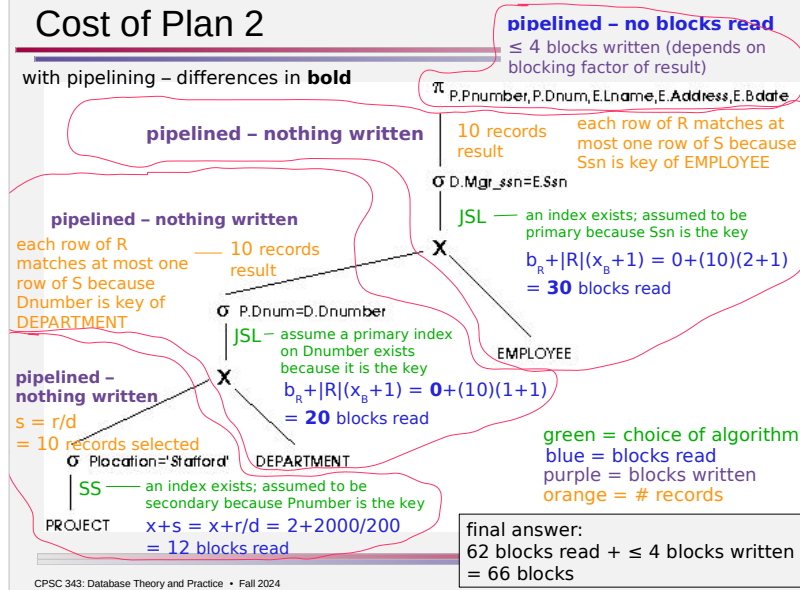 Cost of Plan 2
with pipelining – differences in bold
pipelined – no blocks read
≤ 4 blocks written (depends on
blocking factor of result)
π P.Pnumber,P.Dnum,E.Lname,E.Address,E.Bdate
pipelined – nothing written
10 records
result
each row of R matches at
most one row of S because
Ssn is key of EMPLOYEE
σ D.Mgr_ssn=E.Ssn
JSL
an index exists; assumed to be
primary because Ssn is the key
X
bR+|R|(xB+1) = 0+(10)(2+1)
= 30 blocks read
pipelined – nothing written
each row of R
matches at most one
row of S because
Dnumber is key of
DEPARTMENT
10 records
result
σ P.Dnum=D.Dnumber
JSL
assume a primary index
on Dnumber exists
because it is the key
EMPLOYEE
X
bR+|R|(xB+1) = 0+(10)(1+1)
= 20 blocks read
pipelined –
nothing written
s = r/d
= 10 records selected
σ Plocation='Stafford'
DEPARTMENT
SS
an index exists; assumed to be
secondary because Pnumber is the key
PROJECT
x+s = x+r/d = 2+2000/200
= 12 blocks read
green = choice of algorithm
blue = blocks read
purple = blocks written
orange = # records
final answer:
62 blocks read + ≤ 4 blocks written
= 66 blocks
CPSC 343: Database Theory and Practice • Fall 2024